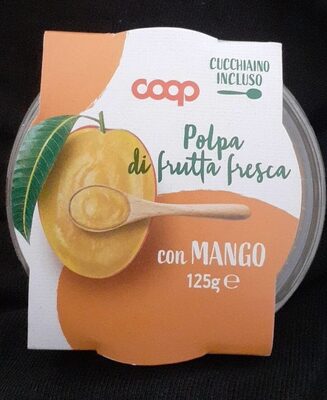 coop
CUCCHIAINO
INCLUSO
Polpa
di frutta fresca
con MANGO
125g ℮